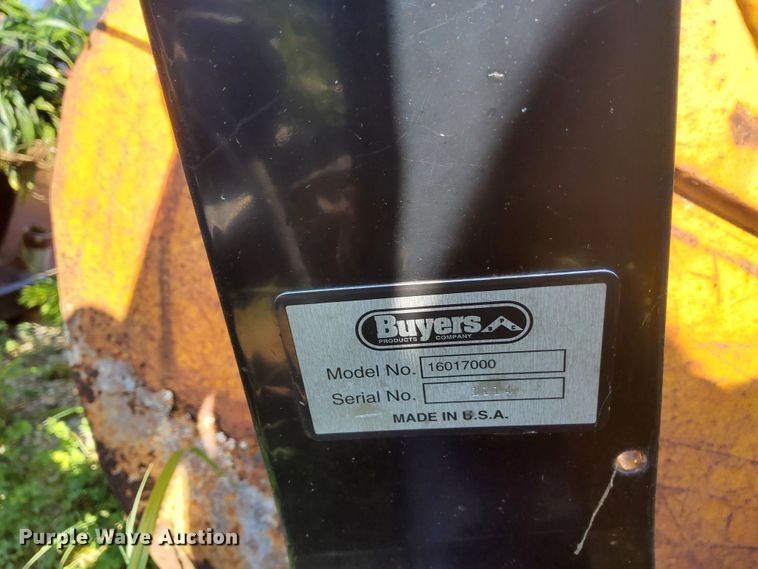 Buyers
PRODUCTS COMPANY
Model No. 16017000
Serial No.
MADE IN U.S.A.
Purple Wave Auction